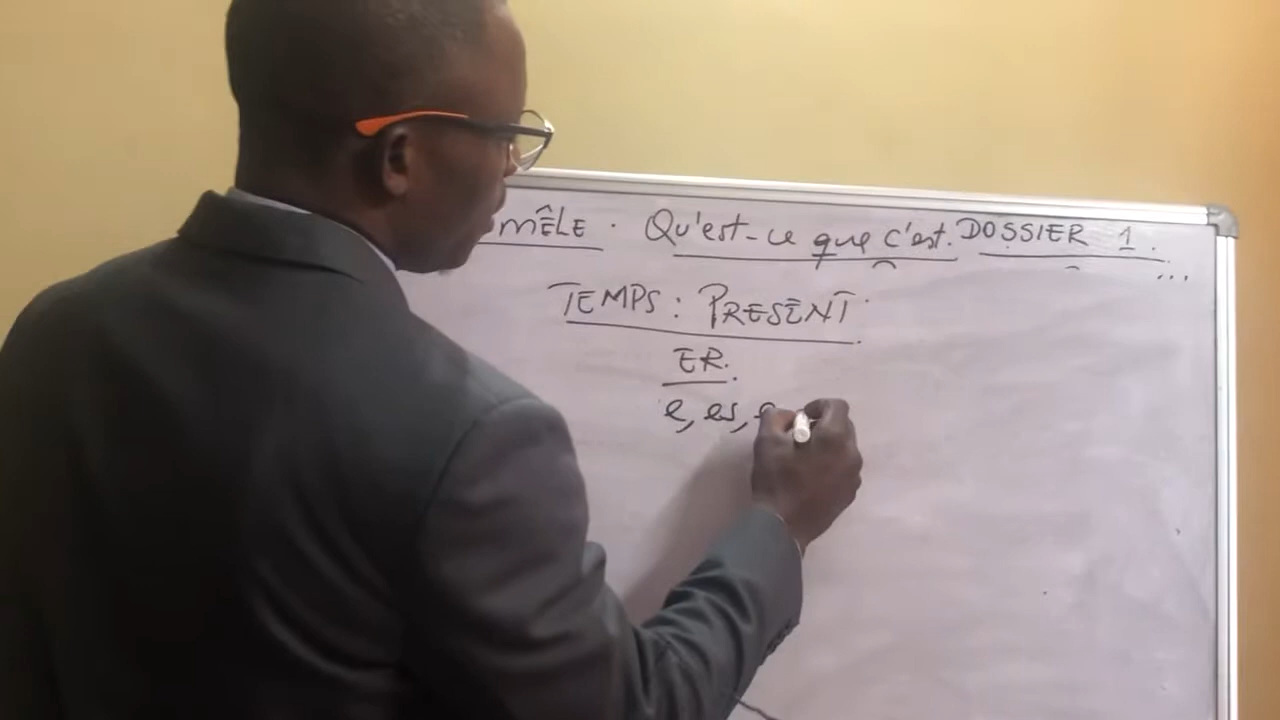 mÊLE. Qu'est-ce que c'est. DOSSIER 1.
...
TEMPS: PRESENT
ER.
e, es, e